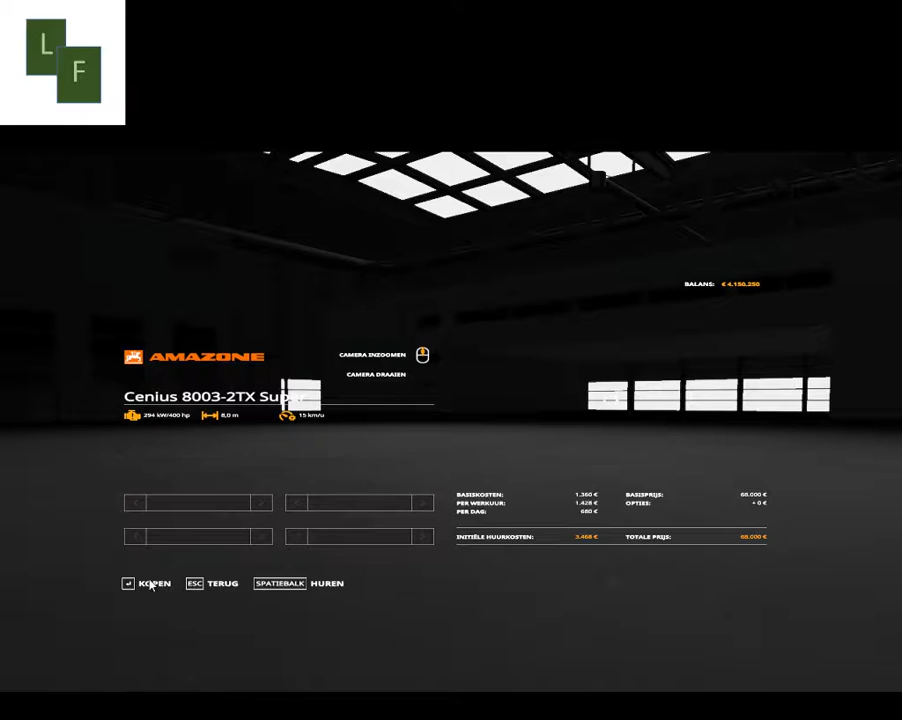 L
F
BALANS: € 4.150.250
AMAZONE
CAMERA INZOOMEN
CAMERA DRAAIEN
Cenius 8003-2TX Super
294 kW/400 hp 8,0 m 15 km/u
BASISKOSTEN: 1.360 € BASISPRIJS: 68.000 €
PER WERKUUR: 1.428 € OPTIES: + 0 €
PER DAG: 680 €
INITIËLE HUURKOSTEN: 3.468 € TOTALE PRIJS: 68.000 €
KOPEN ESC TERUG SPATIEBALK HUREN